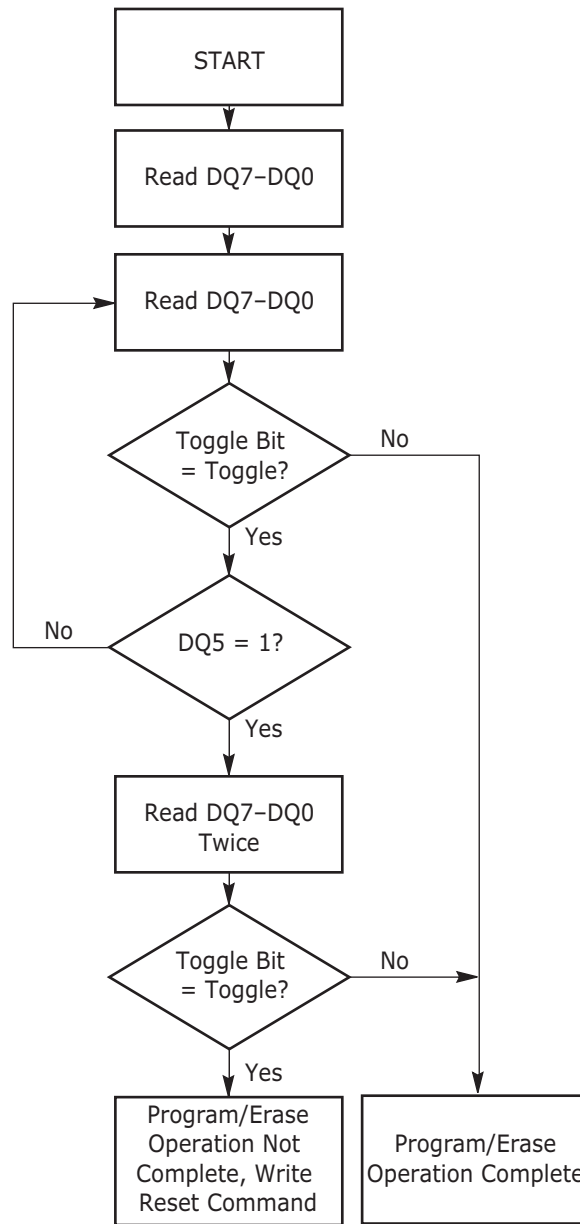 START
Read DQ7–DQ0
Read DQ7–DQ0
Toggle Bit
= Toggle?
No
Yes
No
DQ5 = 1?
Yes
Read DQ7–DQ0
Twice
Toggle Bit
= Toggle?
No
Yes
Program/Erase
Operation Not
Complete, Write
Reset Command
Program/Erase
Operation Complete